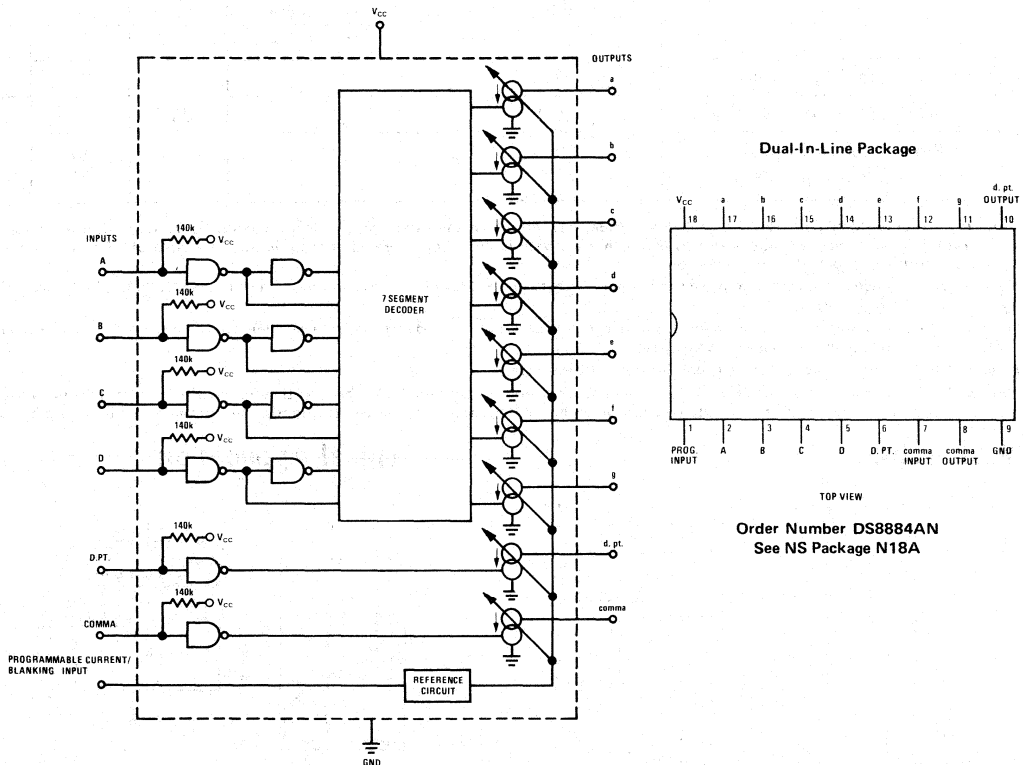 V_CC
OUTPUTS
a
b
Dual-In-Line Package
d. pt.
V_CC a b c d e f g OUTPUT
18 17 16 15 14 13 12 11 10
c
140k
INPUTS
V_CC
A
d
140k
7 SEGMENT
DECODER
V_CC
B
e
140k
V_CC
C
f
140k
1 2 3 4 5 6 7 8 9
PROG. A B C D D. PT. comma comma GND
INPUT INPUT OUTPUT
V_CC
D
g
TOP VIEW
140k
Order Number DS8884AN
See NS Package N18A
V_CC
D.PT.
d. pt.
140k
V_CC
COMMA
comma
PROGRAMMABLE CURRENT/
BLANKING INPUT
REFERENCE
CIRCUIT
GND